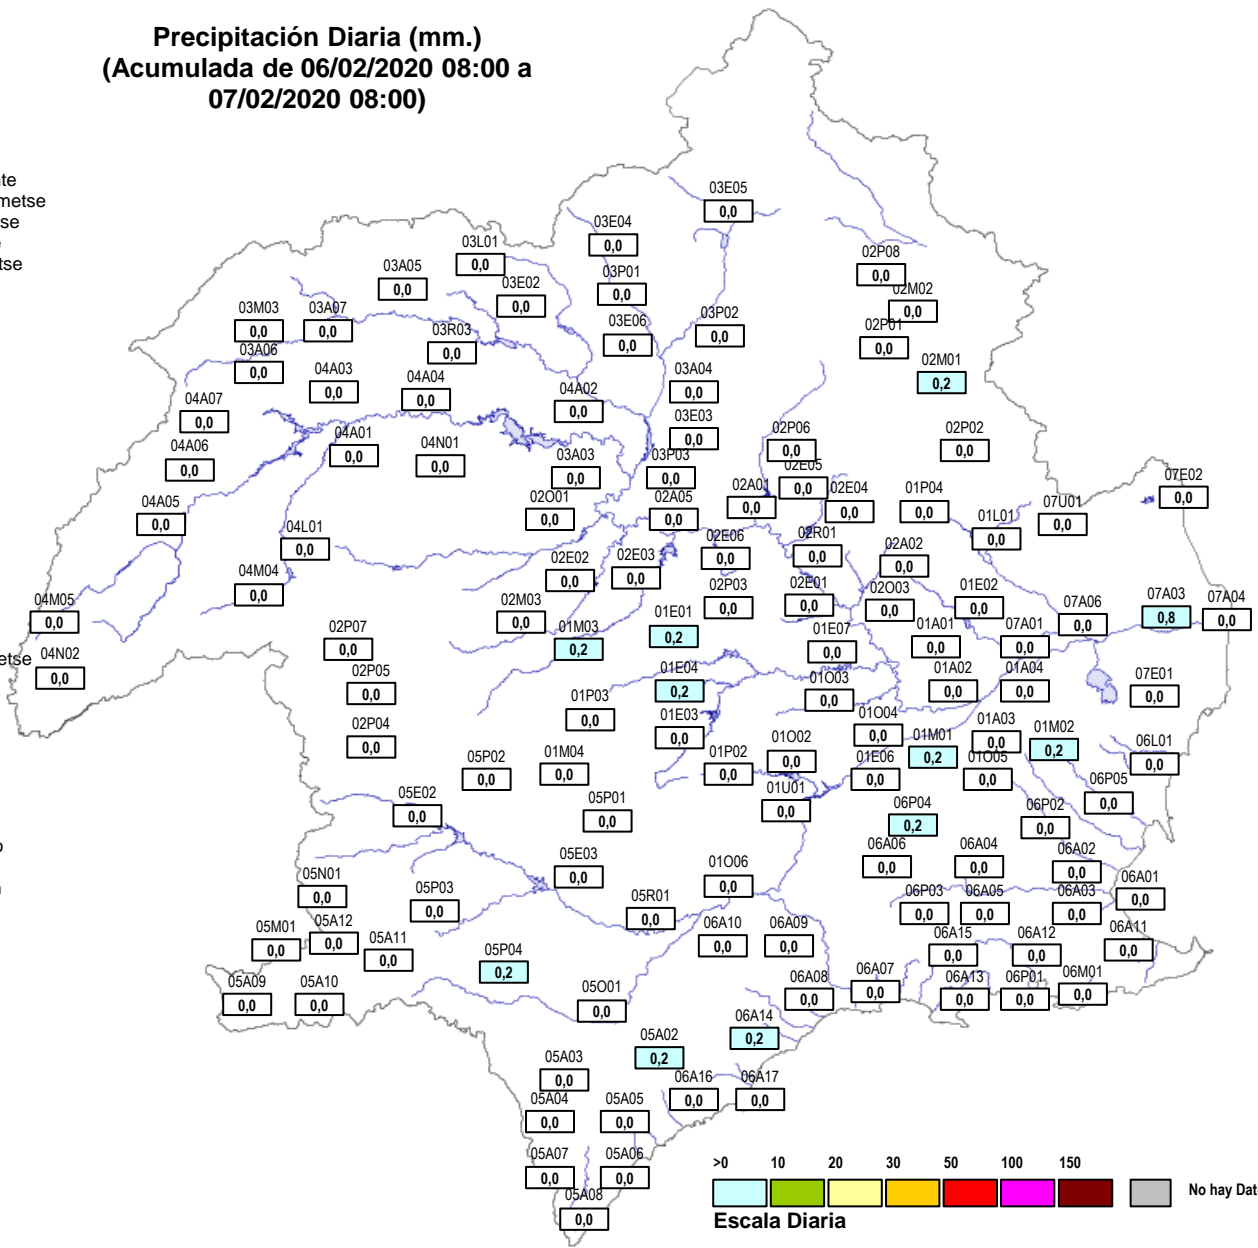 Precipitación Diaria (mm.)
(Acumulada de 06/02/2020 08:00 a
07/02/2020 08:00)
te
metse
se
e
tse
etse
o
n
03E05
0,0
03E04
0,0
03L01
0,0
02P08
0,0
03A05
0,0
03P01
0,0
03E02
0,0
02M02
0,0
03M03
0,0
03A07
0,0
03P02
0,0
03R03
0,0
03E06
0,0
02P01
0,0
03A06
0,0
04A03
0,0
04A04
0,0
04A02
0,0
03A04
0,0
02M01
0,2
04A07
0,0
03E03
0,0
04A01
0,0
04N01
0,0
02P06
0,0
02P02
0,0
04A06
0,0
03A03
0,0
03P03
0,0
02E05
0,0
07E02
0,0
04A05
0,0
02O01
0,0
02A05
0,0
02A01
0,0
02E04
0,0
01P04
0,0
07U01
0,0
01L01
0,0
04L01
0,0
02E06
0,0
02R01
0,0
02A02
0,0
02E02
0,0
02E03
0,0
04M04
0,0
02P03
0,0
02E01
0,0
02O03
0,0
01E02
0,0
07A03
0,8
07A04
0,0
04M05
0,0
02M03
0,0
01E01
0,2
07A06
0,0
01M03
0,2
02P07
0,0
01E07
0,0
01A01
0,0
07A01
0,0
04N02
0,0
02P05
0,0
01E04
0,2
01O03
0,0
01A02
0,0
01A04
0,0
07E01
0,0
01P03
0,0
02P04
0,0
01E03
0,0
01O04
0,0
01A03
0,0
01M02
0,2
01M01
0,2
06L01
0,0
05P02
0,0
01M04
0,0
01P02
0,0
01O02
0,0
01E06
0,0
01O05
0,0
05E02
0,0
05P01
0,0
01U01
0,0
06P04
0,2
06P02
0,0
06P05
0,0
05E03
0,0
01O06
0,0
06A06
0,0
06A04
0,0
06A02
0,0
05N01
0,0
05P03
0,0
05R01
0,0
06P03
0,0
06A05
0,0
06A03
0,0
06A01
0,0
05M01
0,0
05A12
0,0
05A11
0,0
05P04
0,2
06A10
0,0
06A09
0,0
06A15
0,0
06A12
0,0
06A11
0,0
05A09
0,0
05A10
0,0
05O01
0,0
06A08
0,0
06A07
0,0
06A13
0,0
06P01
0,0
06M01
0,0
05A02
0,2
06A14
0,2
05A03
0,0
06A16
0,0
06A17
0,0
05A04
0,0
05A05
0,0
05A07
0,0
05A06
0,0
05A08
0,0
>0 10 20 30 50 100 150
No hay Dat
Escala Diaria